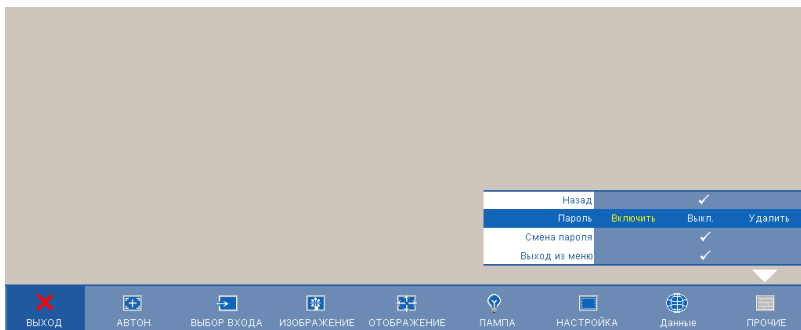 Назад
Пароль Включить Выкл. Удалить
Смена пароля
Выход из меню
ВЫХОД АВТОН. ВЫБОР ВХОДА ИЗОБРАЖЕНИЕ ОТОБРАЖЕНИЕ ЛАМПА НАСТРОЙКА Данные ПРОЧИЕ